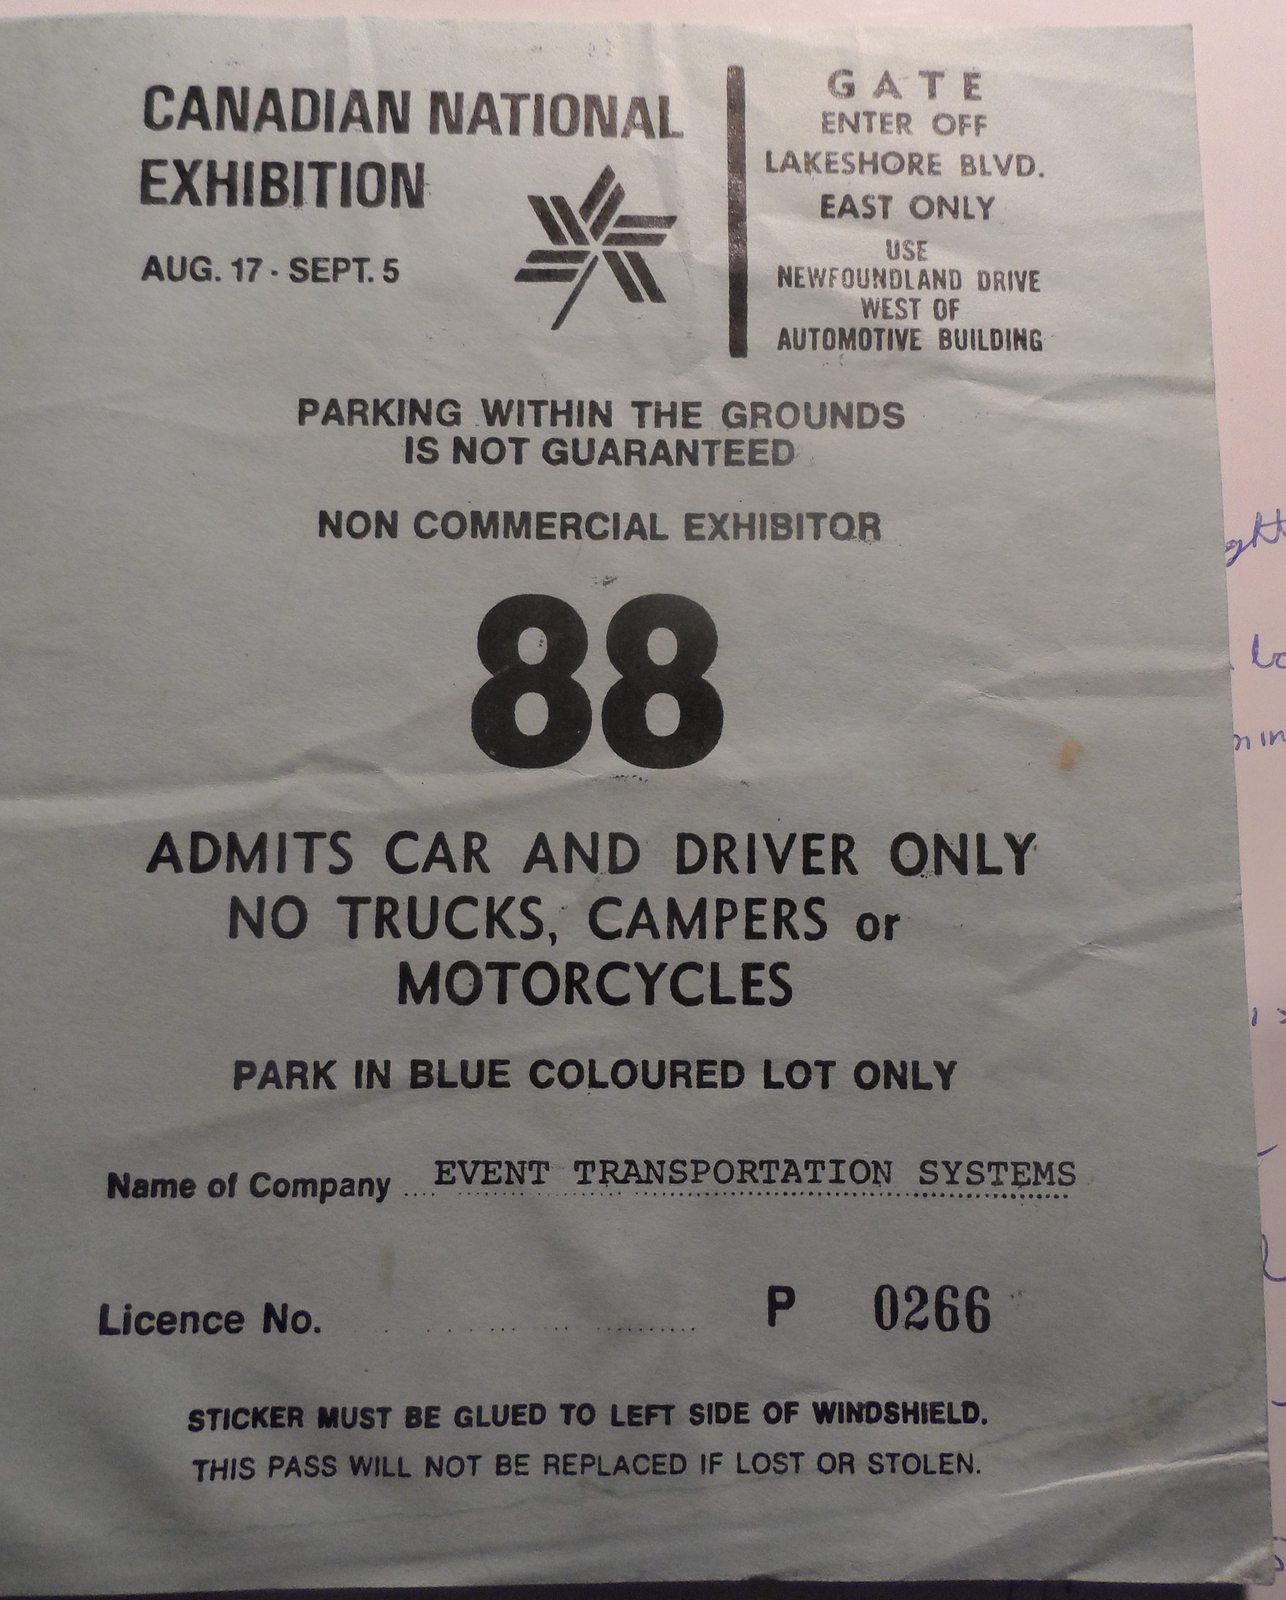 CANADIAN NATIONAL
EXHIBITION
AUG. 17 · SEPT. 5
GATE
ENTER OFF
LAKESHORE BLVD.
EAST ONLY
USE
NEWFOUNDLAND DRIVE
WEST OF
AUTOMOTIVE BUILDING
PARKING WITHIN THE GROUNDS
IS NOT GUARANTEED
NON COMMERCIAL EXHIBITOR
88
ADMITS CAR AND DRIVER ONLY
NO TRUCKS, CAMPERS or
MOTORCYCLES
PARK IN BLUE COLOURED LOT ONLY
Name of Company EVENT TRANSPORTATION SYSTEMS
Licence No. P 0266
STICKER MUST BE GLUED TO LEFT SIDE OF WINDSHIELD.
THIS PASS WILL NOT BE REPLACED IF LOST OR STOLEN.